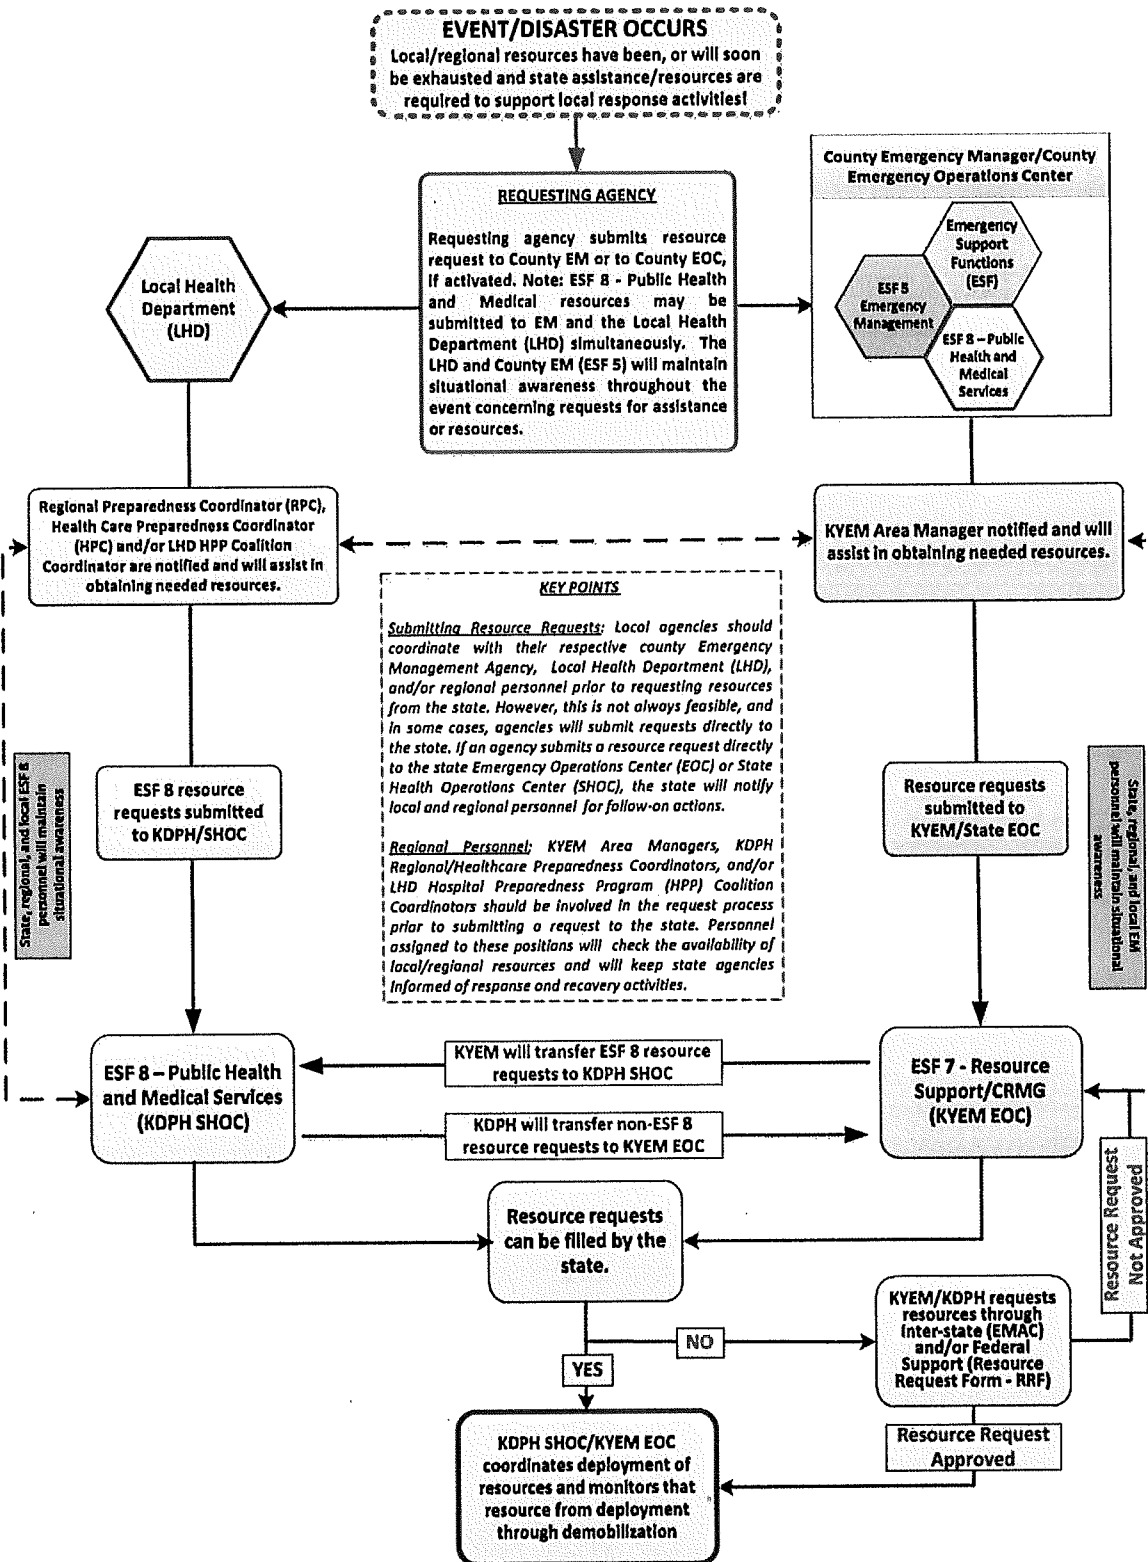 EVENT/DISASTER OCCURS
Local/regional resources have been, or will soon
be exhausted and state assistance/resources are
required to support local response activities!
REQUESTING AGENCY
Requesting agency submits resource
request to County EM or to County EOC,
if activated. Note: ESF 8 - Public Health
and Medical resources may be
submitted to EM and the Local Health
Department (LHD) simultaneously. The
LHD and County EM (ESF 5) will maintain
situational awareness throughout the
event concerning requests for assistance
or resources.
County Emergency Manager/County
Emergency Operations Center
Emergency
Support
Functions
(ESF)
ESF 5
Emergency
Management
ESF 8 – Public
Health and
Medical
Services
Local Health
Department
(LHD)
Regional Preparedness Coordinator (RPC),
Health Care Preparedness Coordinator
(HPC) and/or LHD HPP Coalition
Coordinator are notified and will assist in
obtaining needed resources.
KYEM Area Manager notified and will
assist in obtaining needed resources.
KEY POINTS
Submitting Resource Requests: Local agencies should
coordinate with their respective county Emergency
Management Agency, Local Health Department (LHD),
and/or regional personnel prior to requesting resources
from the state. However, this is not always feasible, and
in some cases, agencies will submit requests directly to
the state. If an agency submits a resource request directly
to the state Emergency Operations Center (EOC) or State
Health Operations Center (SHOC), the state will notify
local and regional personnel for follow-on actions.
Regional Personnel: KYEM Area Managers, KDPH
Regional/Healthcare Preparedness Coordinators, and/or
LHD Hospital Preparedness Program (HPP) Coalition
Coordinators should be involved in the request process
prior to submitting a request to the state. Personnel
assigned to these positions will check the availability of
local/regional resources and will keep state agencies
informed of response and recovery activities.
State, regional, and local ESF 8
personnel will maintain
situational awareness
ESF 8 resource
requests submitted
to KDPH/SHOC
Resource requests
submitted to
KYEM/State EOC
State, regional, and local EM
personnel will maintain situational
awareness
ESF 8 – Public Health
and Medical Services
(KDPH SHOC)
KYEM will transfer ESF 8 resource
requests to KDPH SHOC
KDPH will transfer non-ESF 8
resource requests to KYEM EOC
ESF 7 - Resource
Support/CRMG
(KYEM EOC)
Resource requests
can be filled by the
state.
Resource Request
Not Approved
NO
YES
KYEM/KDPH requests
resources through
Inter-state (EMAC)
and/or Federal
Support (Resource
Request Form - RRF)
Resource Request
Approved
KDPH SHOC/KYEM EOC
coordinates deployment of
resources and monitors that
resource from deployment
through demobilization